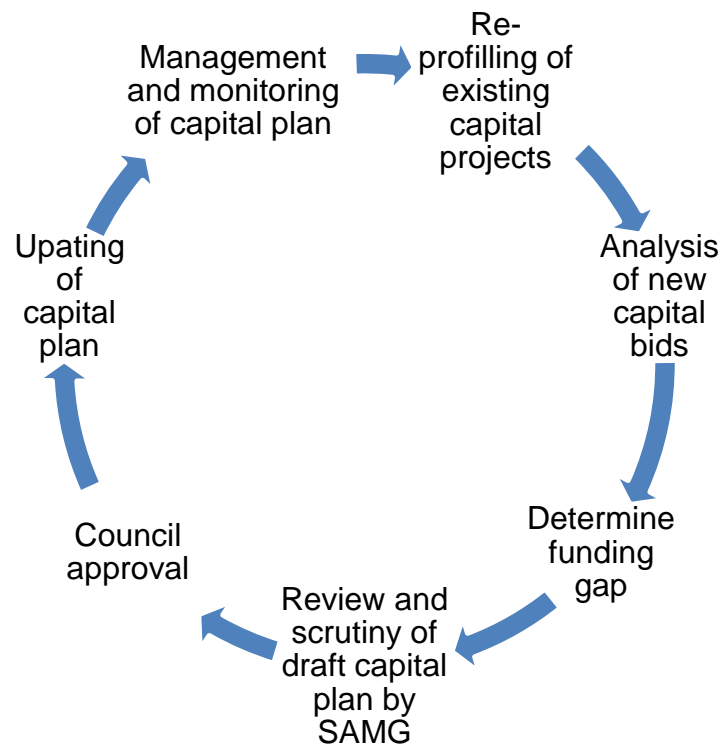 Re-
profilling of
existing
capital
projects
Analysis
of new
capital
bids
Determine
funding
gap
Review and
scrutiny of
draft capital
plan by
SAMG
Council
approval
Upating
of
capital
plan
Management
and monitoring
of capital plan